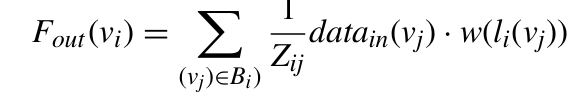 F_{out}(v_i) = \sum_{(v_j) \in B_i)} \frac{1}{Z_{ij}} data_{in}(v_j) \cdot w(l_i(v_j))